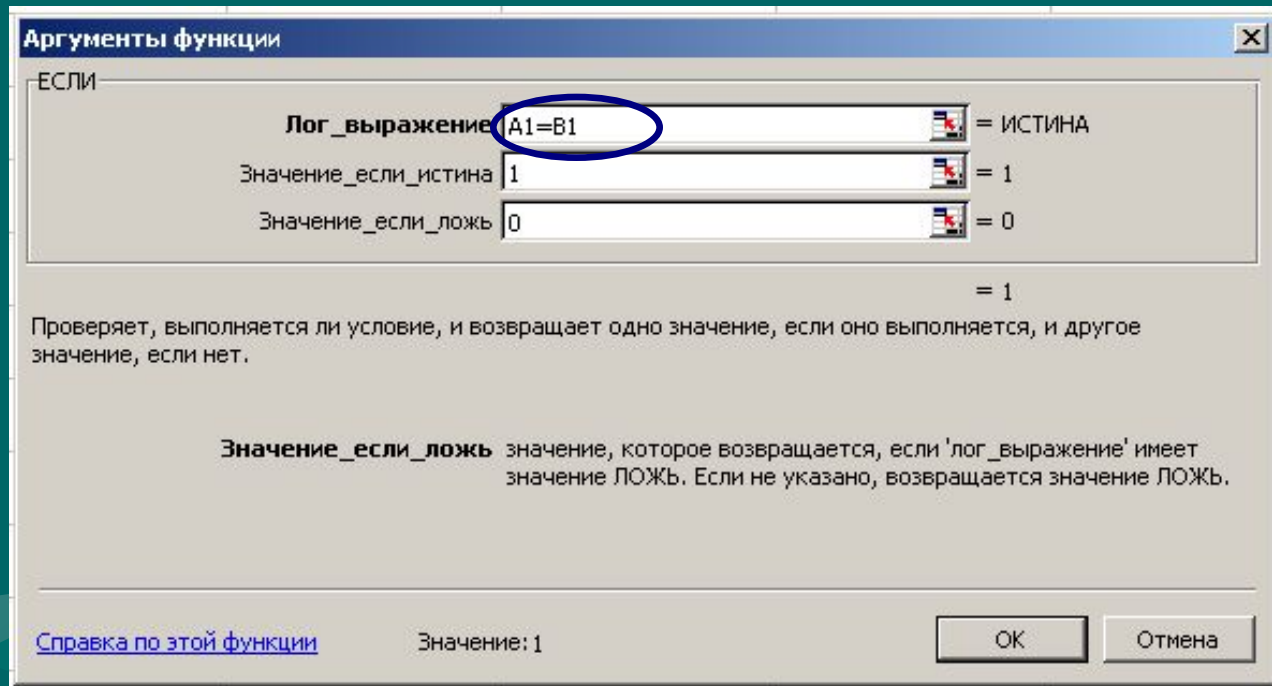 Аргументы функции
ЕСЛИ
Лог_выражение A1=B1 = ИСТИНА
Значение_если_истина 1 = 1
Значение_если_ложь 0 = 0
= 1
Проверяет, выполняется ли условие, и возвращает одно значение, если оно выполняется, и другое
значение, если нет.
Значение_если_ложь значение, которое возвращается, если 'лог_выражение' имеет
значение ЛОЖЬ. Если не указано, возвращается значение ЛОЖЬ.
Справка по этой функции Значение: 1 ОК Отмена